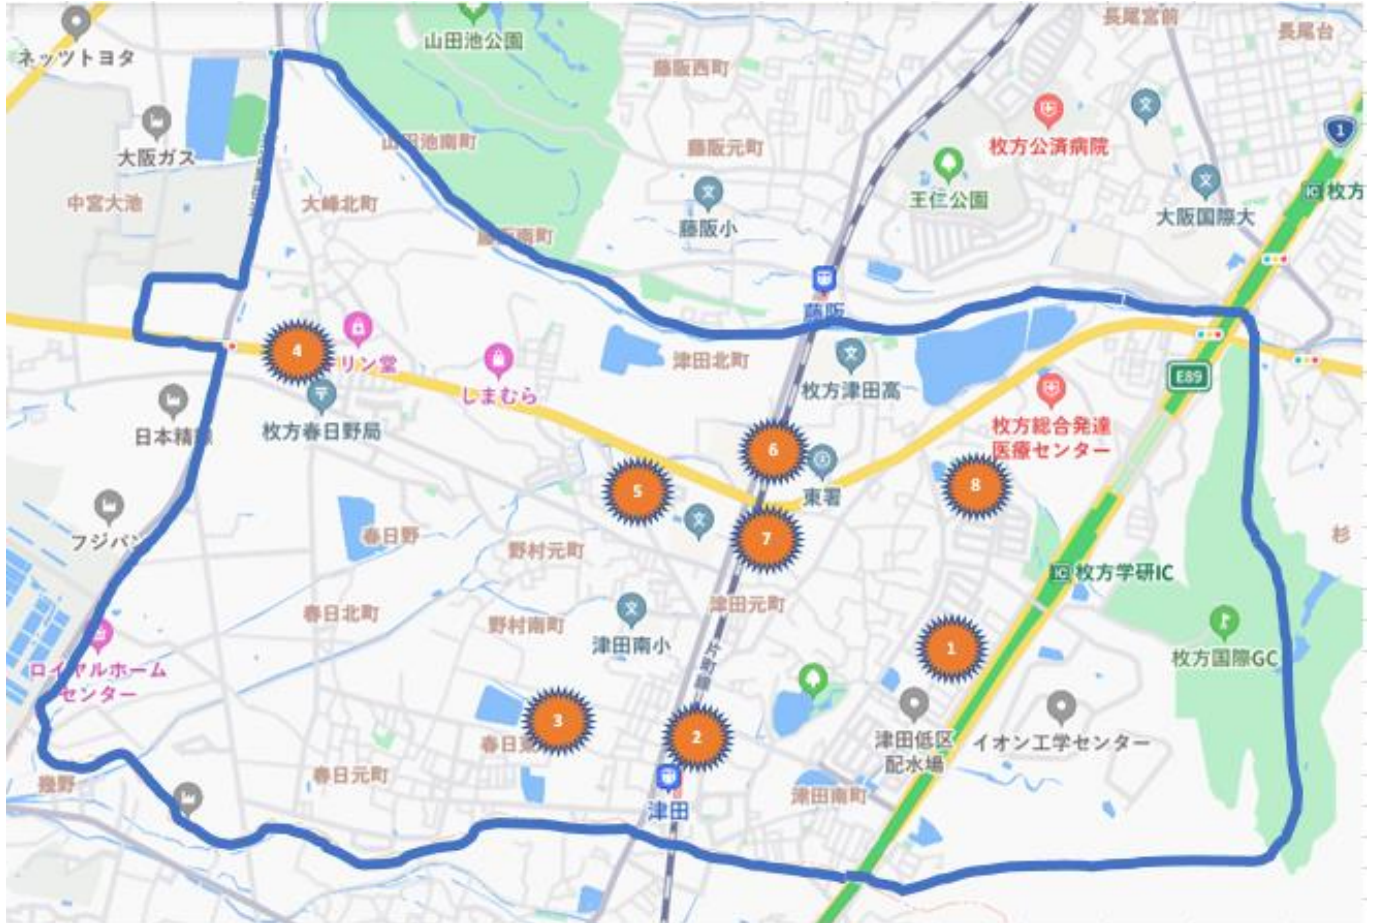 長尾宮前
長尾台
ネッツトヨタ
山田池公園
藤阪西町
1
枚方公済病院
大阪ガス
山田池南町
藤阪元町
王仁公園
枚方
大阪国際大
中宮大池
大峰北町
藤阪小
藤阪
津田北町
4
リン堂
しまむら
枚方津田高
E89
枚方春日野局
日本精
枚方総合発達
医療センター
6
5
東署
8
フジパン
春日野
野村元町
7
杉
IC 枚方学研IC
春日北町
野村南町
津田南小
津田元町
片町線
1
枚方国際GC
ロイヤルホーム
センター
3
2
春日
津田低区
配水場
イオン工学センター
春日元町
津田
津田南町